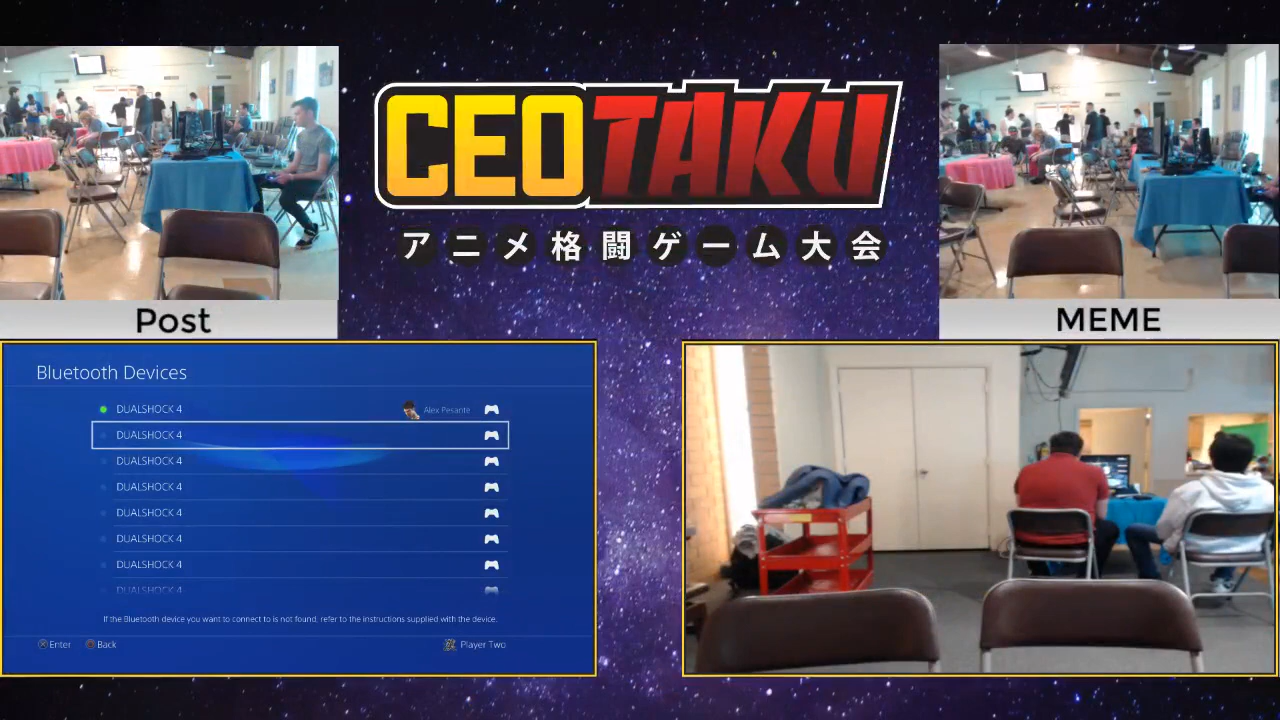 CEOTAKU
アニメ格闘ゲーム大会
Post
MEME
Bluetooth Devices
DUALSHOCK 4 Alex Pesante
DUALSHOCK 4
DUALSHOCK 4
DUALSHOCK 4
DUALSHOCK 4
DUALSHOCK 4
DUALSHOCK 4
DUALSHOCK 4
If the Bluetooth device you want to connect to is not found, refer to the instructions supplied with the device.
Enter Back Player Two